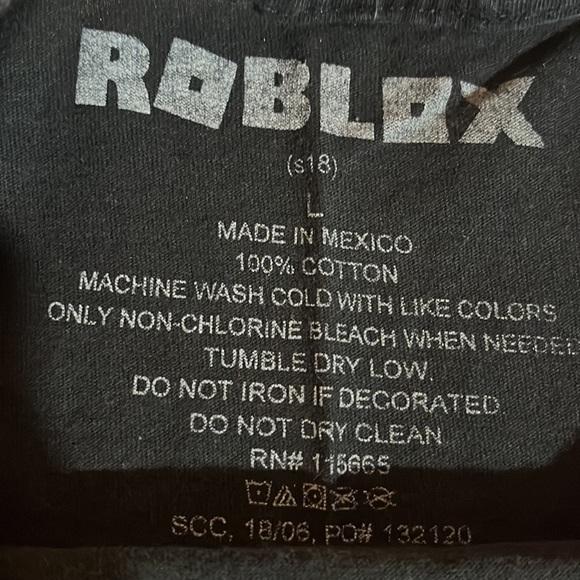 ROBLOX
(s18)
L
MADE IN MEXICO
100% COTTON
MACHINE WASH COLD WITH LIKE COLORS
ONLY NON-CHLORINE BLEACH WHEN NEEDED
TUMBLE DRY LOW.
DO NOT IRON IF DECORATED
DO NOT DRY CLEAN
RN# 115665
SCC, 18/06, PO# 132120